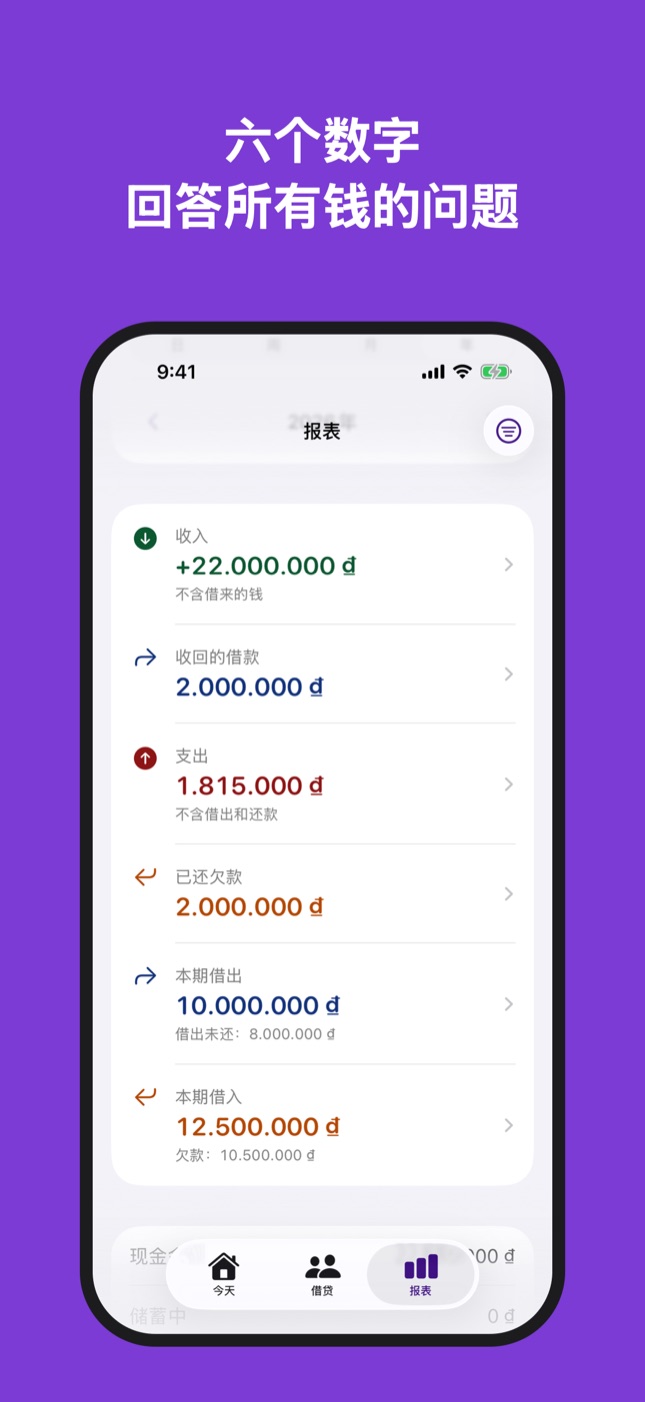 六个数字
回答所有钱的问题
9:41
报表
收入
+22.000.000 ₫
不含借来的钱
收回的借款
2.000.000 ₫
支出
1.815.000 ₫
不含借出和还款
已还欠款
2.000.000 ₫
本期借出
10.000.000 ₫
借出未还: 8.000.000 ₫
本期借入
12.500.000 ₫
欠款: 10.500.000 ₫
现金
储蓄中 0 ₫
今天
借贷
报表